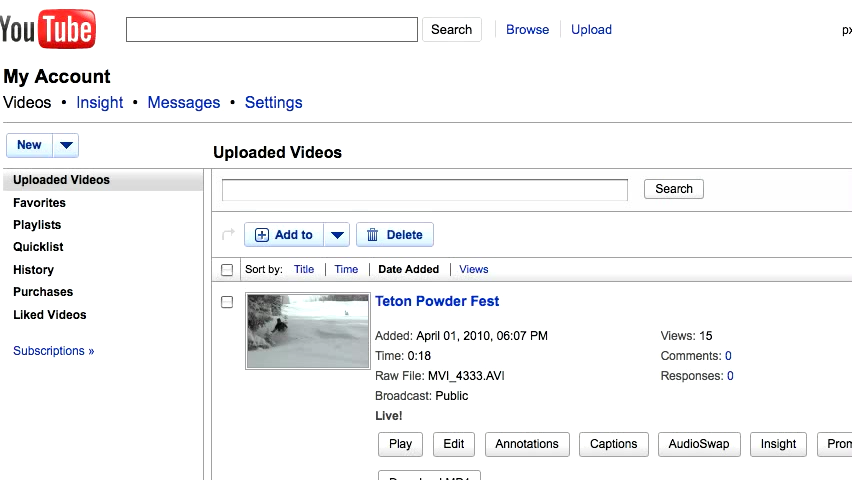 YouTube Search Browse Upload
My Account
Videos • Insight • Messages • Settings
New
Uploaded Videos
Uploaded Videos
Favorites
Playlists
Quicklist
History
Purchases
Liked Videos
Subscriptions »
Search
Add to Delete
Sort by: Title | Time | Date Added | Views
Teton Powder Fest
Added: April 01, 2010, 06:07 PM Views: 15
Time: 0:18 Comments: 0
Raw File: MVI_4333.AVI Responses: 0
Broadcast: Public
Live!
Play Edit Annotations Captions AudioSwap Insight Prom